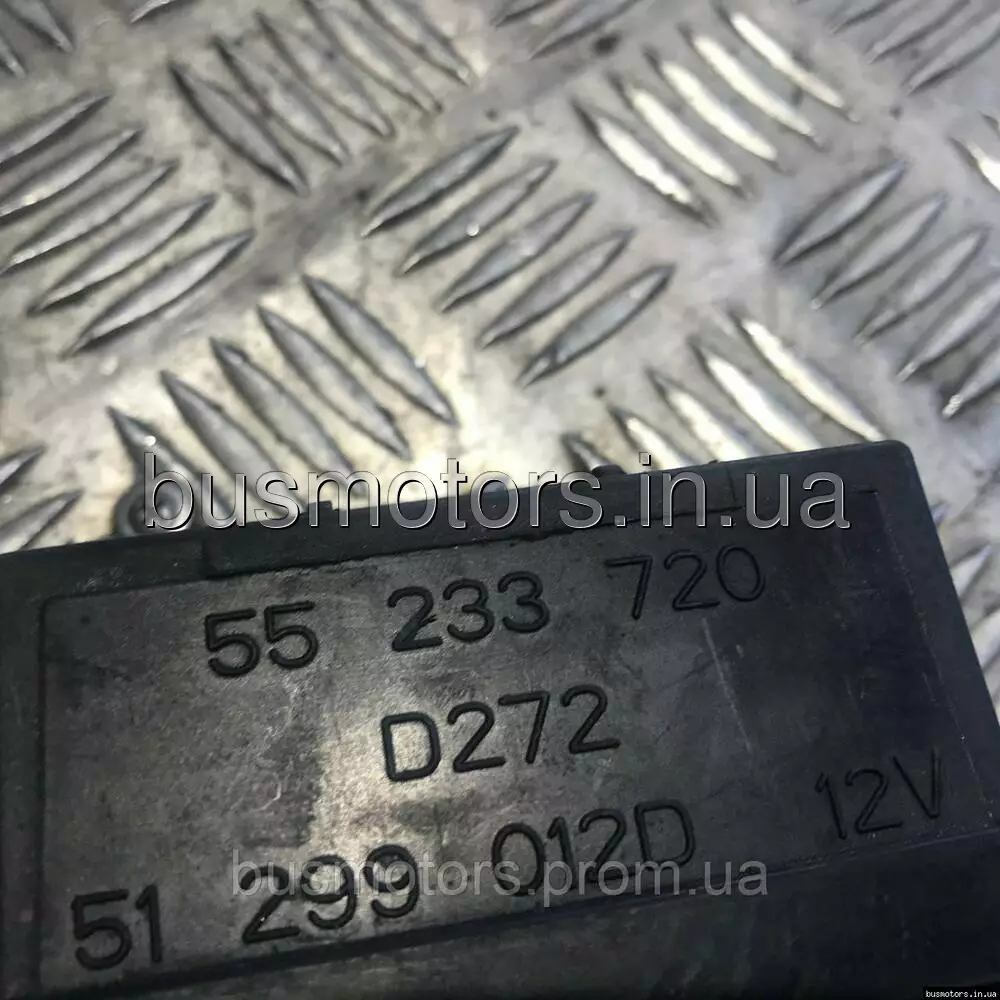 busmotors.in.ua
55 233 720
D272
51 299 012D 12V
busmotors.prom.ua
busmotors.in.ua